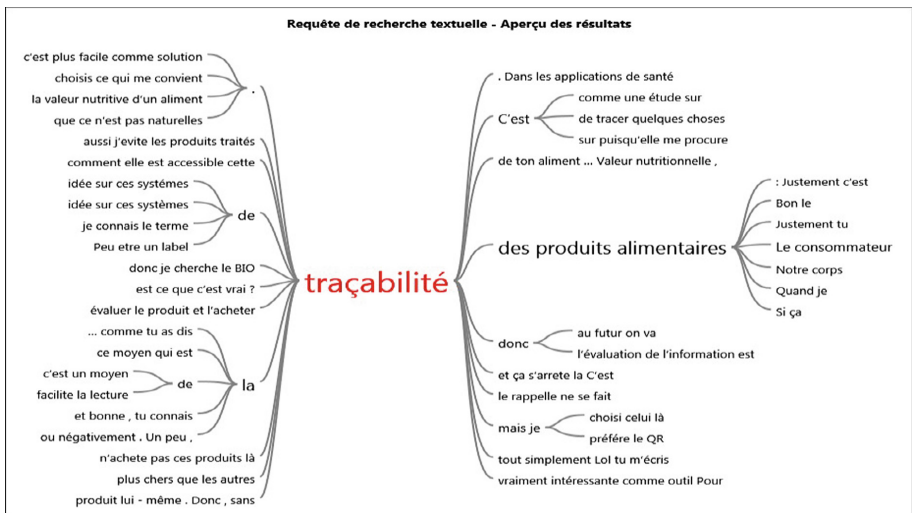 Requête de recherche textuelle - Aperçu des résultats
c'est plus facile comme solution
choisis ce qui me convient
la valeur nutritive d'un aliment
que ce n'est pas naturelles
.
aussi j'evite les produits traités
comment elle est accessible cette
idée sur ces systémes
idée sur ces systèmes
je connais le terme
Peu etre un label
de
donc je cherche le BIO
est ce que c'est vrai ?
évaluer le produit et l'acheter
... comme tu as dis
ce moyen qui est
c'est un moyen
facilite la lecture
de
et bonne , tu connais
ou négativement . Un peu ,
la
n'achete pas ces produits là
plus chers que les autres
produit lui - même . Donc , sans
traçabilité
. Dans les applications de santé
C'est
comme une étude sur
de tracer quelques choses
sur puisqu'elle me procure
de ton aliment ... Valeur nutritionnelle ,
des produits alimentaires
: Justement c'est
Bon le
Justement tu
Le consommateur
Notre corps
Quand je
Si ça
donc
au futur on va
l'évaluation de l'information est
et ça s'arrete la C'est
le rappelle ne se fait
mais je
choisi celui là
préfére le QR
tout simplement Lol tu m'écris
vraiment intéressante comme outil Pour